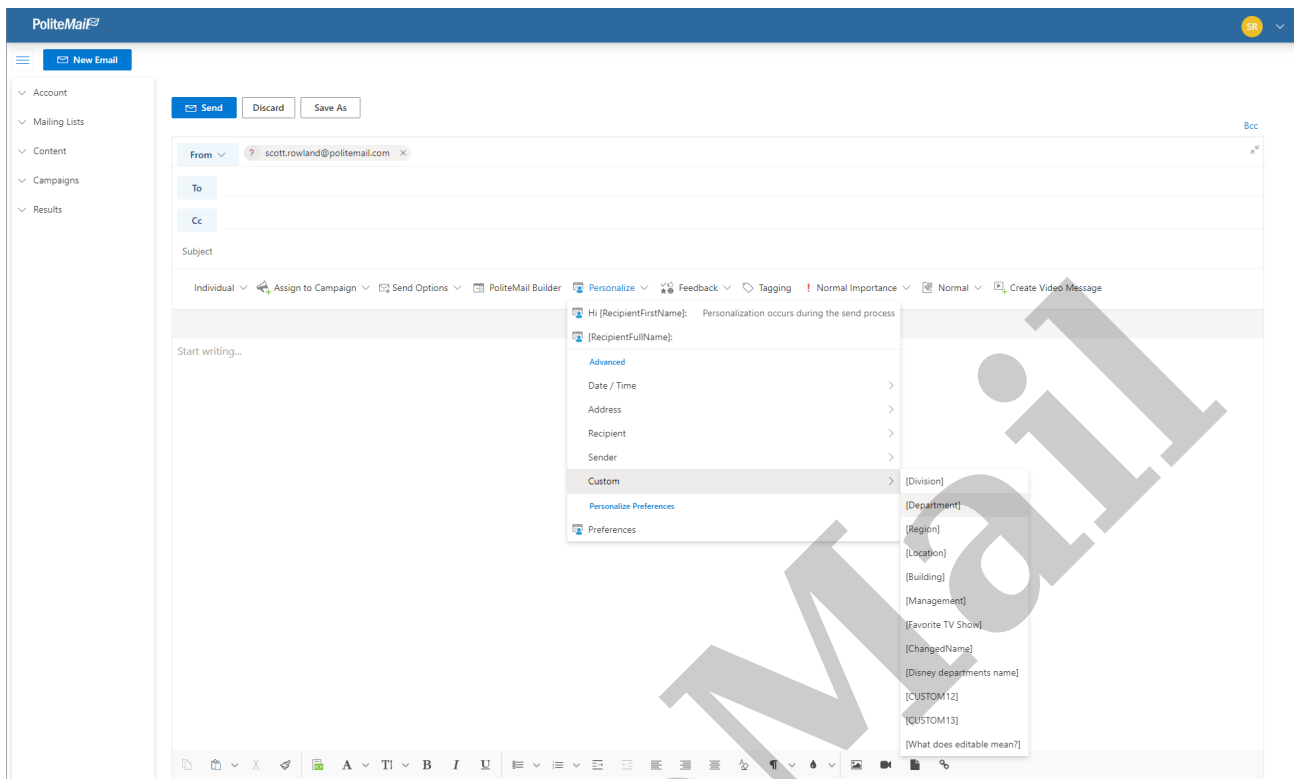 PoliteMail
SR
New Email
Account
Mailing Lists
Content
Campaigns
Results
Send Discard Save As
Bcc
From ? scott.rowland@politemail.com ×
To
Cc
Subject
Individual Assign to Campaign Send Options PoliteMail Builder Personalize Feedback Tagging ! Normal Importance Normal Create Video Message
Hi [RecipientFirstName]: Personalization occurs during the send process
[RecipientFullName]:
Start writing...
Advanced
Date / Time
Address
Recipient
Sender
Custom
Personalize Preferences
Preferences
[Division]
[Department]
[Region]
[Location]
[Building]
[Management]
[Favorite TV Show]
[ChangedName]
[Disney departments name]
[CUSTOM12]
[CUSTOM13]
[What does editable mean?]
A TI B I U
Mail